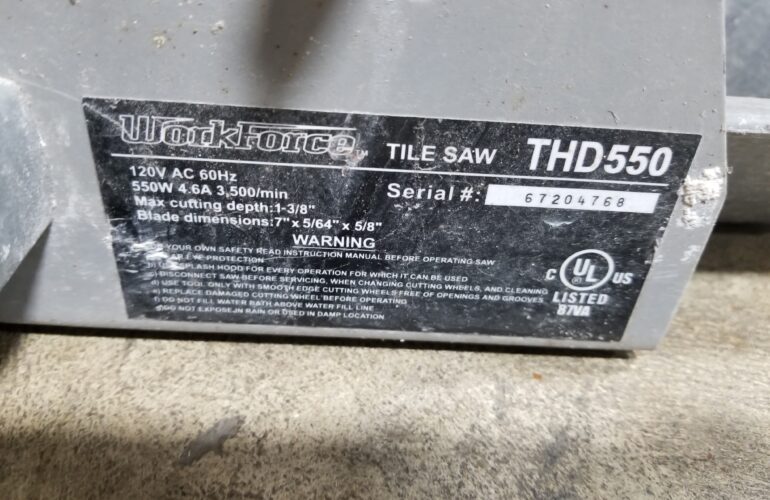 WORKFORCE TILE SAW THD550
120V AC 60Hz
550W 4.6A 3,500/min
Serial #: 67204768
Max cutting depth:1-3/8"
Blade dimensions:7"x 5/64" x 5/8"
WARNING
YOUR OWN SAFETY READ INSTRUCTION MANUAL BEFORE OPERATING SAW
EYE PROTECTION
SPLASH HOOD FOR EVERY OPERATION FOR WHICH IT CAN BE USED
c) DISCONNECT SAW BEFORE SERVICING, WHEN CHANGING CUTTING WHEELS, AND CLEANING
d) USE TOOL ONLY WITH SMOOTH EDGE CUTTING WHEELS FREE OF OPENINGS AND GROOVES
e) REPLACE DAMAGED CUTTING WHEEL BEFORE OPERATING
f) DO NOT FILL WATER BATH ABOVE WATER FILL LINE
DO NOT EXPOSE IN RAIN OR USED IN DAMP LOCATION
C UL US
LISTED
87VA